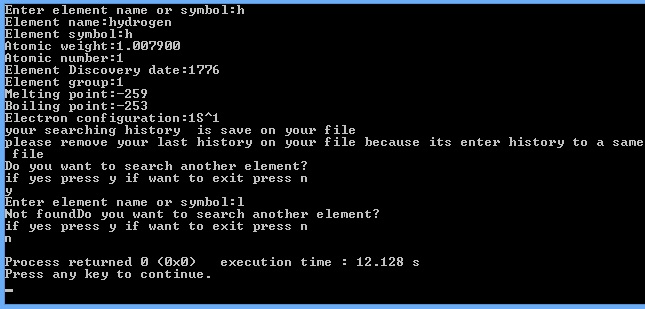 Enter element name or symbol:h
Element name:hydrogen
Element symbol:h
Atomic weight:1.007900
Atomic number:1
Element Discovery date:1776
Element group:1
Melting point:-259
Boiling point:-253
Electron configuration:1S^1
your searching history  is save on your file
please remove your last history on your file because its enter history to a same
 file
Do you want to search another element?
if yes press y if want to exit press n
y
Enter element name or symbol:l
Not foundDo you want to search another element?
if yes press y if want to exit press n
n
Process returned 0 (0x0)   execution time : 12.128 s
Press any key to continue.